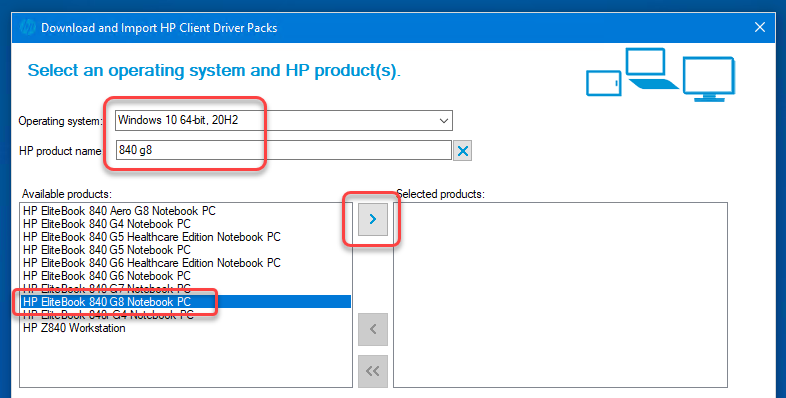 Download and Import HP Client Driver Packs
Select an operating system and HP product(s).
Operating system: Windows 10 64-bit, 20H2
HP product name 840 g8
Available products: Selected products:
HP EliteBook 840 Aero G8 Notebook PC
HP EliteBook 840 G4 Notebook PC
HP EliteBook 840 G5 Healthcare Edition Notebook PC
HP EliteBook 840 G5 Notebook PC
HP EliteBook 840 G6 Healthcare Edition Notebook PC
HP EliteBook 840 G6 Notebook PC
HP EliteBook 840 G7 Notebook PC
HP EliteBook 840 G8 Notebook PC
HP EliteBook 840r G4 Notebook PC
HP Z840 Workstation